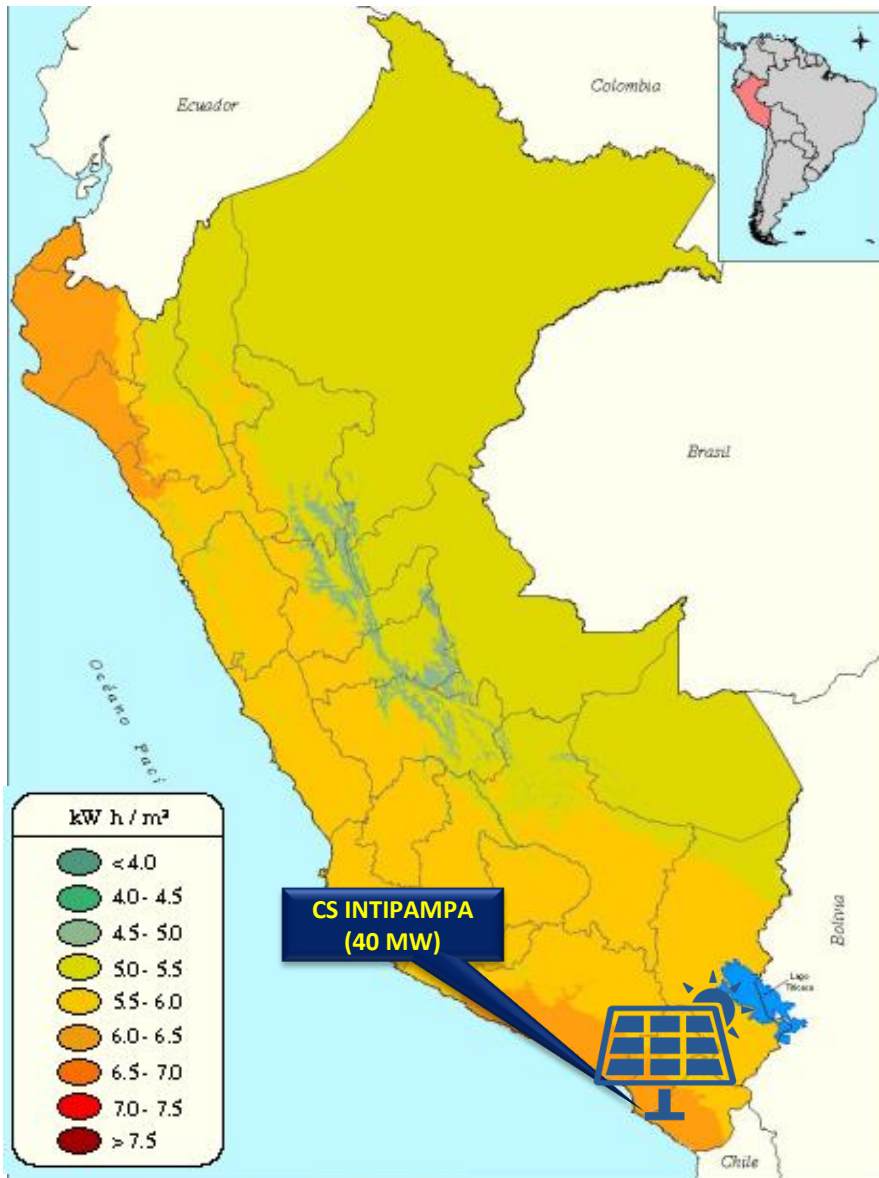 Ecuador
Colombia
Brasil
Océano Pací
kW h / m²
< 4.0
4.0 - 4.5
4.5 - 5.0
5.0 - 5.5
5.5 - 6.0
6.0 - 6.5
6.5 - 7.0
7.0 - 7.5
> 7.5
CS INTIPAMPA
(40 MW)
Bolivia
Lago
Titicaca
Chile